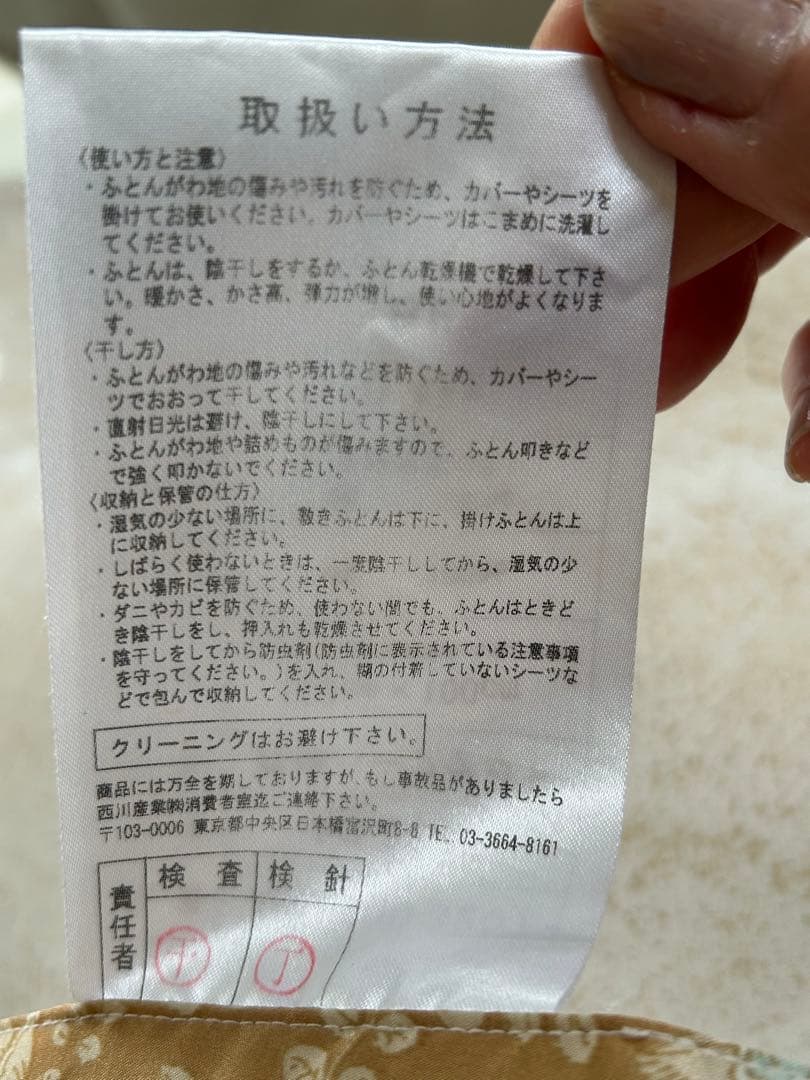 取扱い方法
〈使い方と注意〉
・ふとんがわ地の傷みや汚れを防ぐため、カバーやシーツを
掛けてお使いください。カバーやシーツはこまめに洗濯し
てください。
・ふとんは、陰干しをするか、ふとん乾燥機で乾燥して下さ
い。暖かさ、かさ高、弾力が増し、使い心地がよくなりま
す。
〈干し方〉
・ふとんがわ地の傷みや汚れなどを防ぐため、カバーやシー
ツでおおって干してください。
・直射日光は避け、陰干しにして下さい。
・ふとんがわ地や詰めものが傷みますので、ふとん叩きなど
で強く叩かないでください。
〈収納と保管の仕方〉
・湿気の少ない場所に、敷きふとんは下に、掛けふとんは上
に収納してください。
・しばらく使わないときは、一度陰干ししてから、湿気の少
ない場所に保管してください。
・ダニやカビを防ぐため、使わない間でも、ふとんはときど
き陰干しをし、押入れも乾燥させてください。
・陰干しをしてから防虫剤(防虫剤に表示されている注意事項
を守ってください。)を入れ、糊の付着していないシーツな
どで包んで収納してください。
クリーニングはお避け下さい。
商品には万全を期しておりますが、もし事故品がありましたら
西川産業㈱消費者室迄ご連絡下さい。
〒103-0006 東京都中央区日本橋富沢町8-8 TEL.03-3664-8161
責任者
検査 検針